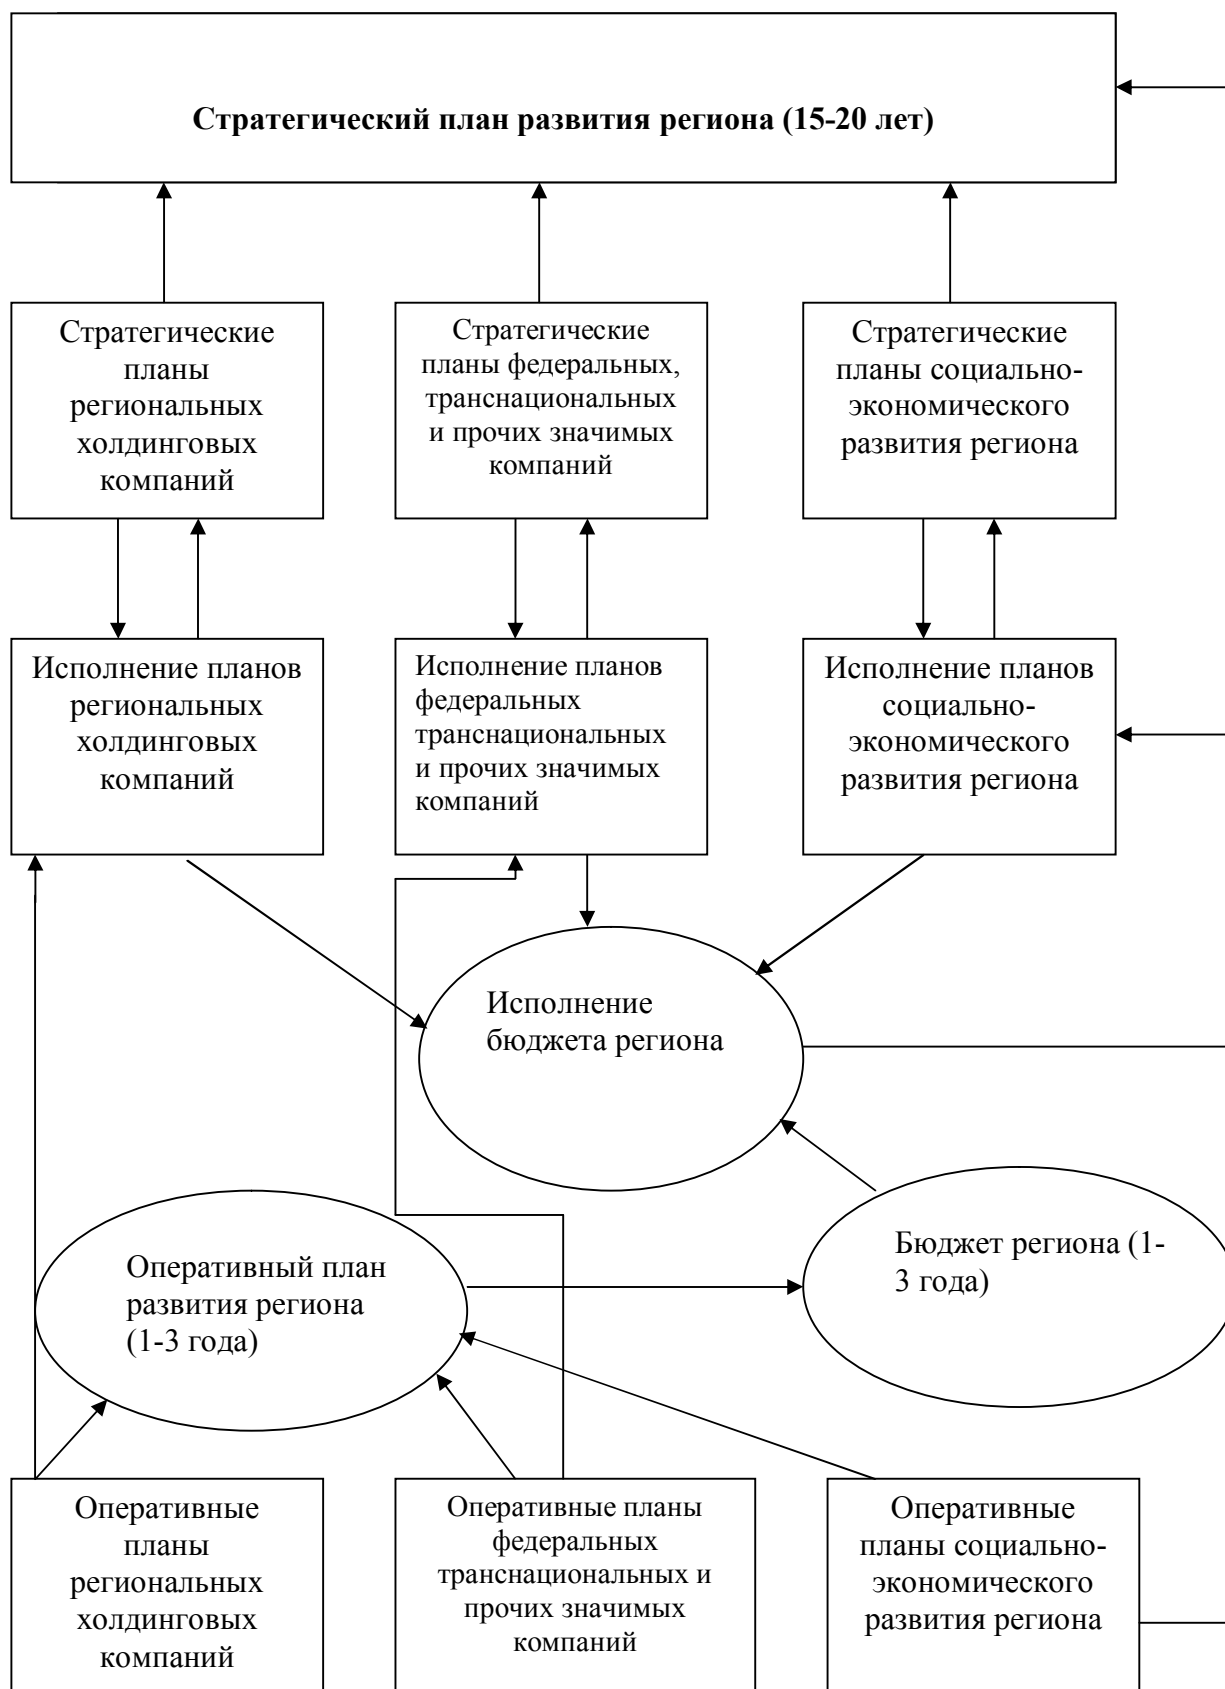 Стратегический план развития региона (15-20 лет)
Стратегические
планы
региональных
холдинговых
компаний
Стратегические
планы федеральных,
транснациональных
и прочих значимых
компаний
Стратегические
планы социально-
экономического
развития региона
Исполнение планов
региональных
холдинговых
компаний
Исполнение планов
федеральных
транснациональных
и прочих значимых
компаний
Исполнение планов
социально-
экономического
развития региона
Исполнение
бюджета региона
Бюджет региона (1-
3 года)
Оперативный план
развития региона
(1-3 года)
Оперативные
планы
региональных
холдинговых
компаний
Оперативные планы
федеральных
транснациональных и
прочих значимых
компаний
Оперативные
планы социально-
экономического
развития региона